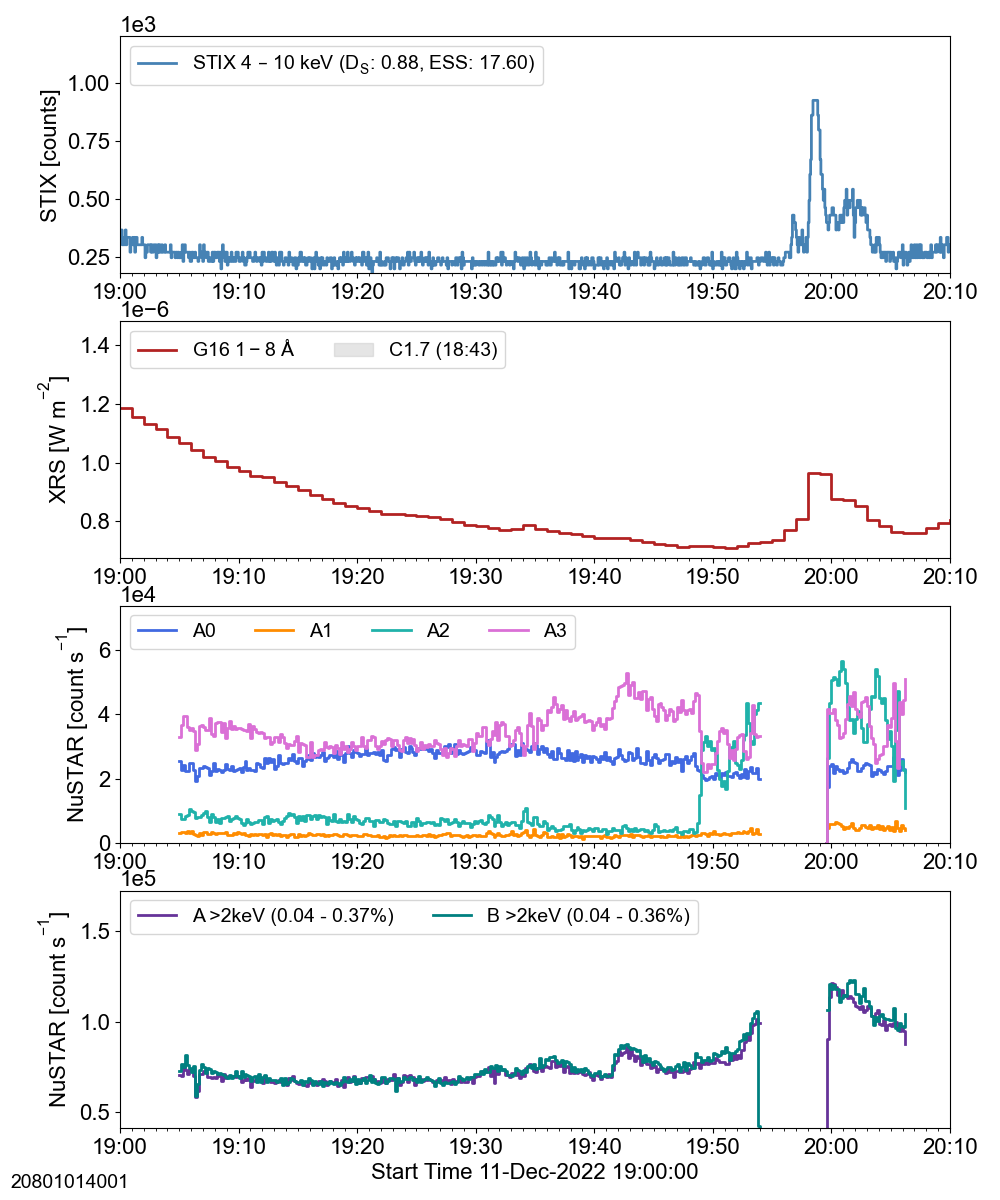 1e3
STIX 4 – 10 keV (D_S: 0.88, ESS: 17.60)
STIX [counts]
1.00
0.75
0.50
0.25
19:00 19:10 19:20 19:30 19:40 19:50 20:00 20:10
1e−6
G16 1 – 8 Å C1.7 (18:43)
XRS [W m⁻²]
1.4
1.2
1.0
0.8
19:00 19:10 19:20 19:30 19:40 19:50 20:00 20:10
1e4
A0 A1 A2 A3
NuSTAR [count s⁻¹]
6
4
2
0
19:00 19:10 19:20 19:30 19:40 19:50 20:00 20:10
1e5
A >2keV (0.04 - 0.37%) B >2keV (0.04 - 0.36%)
NuSTAR [count s⁻¹]
1.5
1.0
0.5
19:00 19:10 19:20 19:30 19:40 19:50 20:00 20:10
Start Time 11-Dec-2022 19:00:00
20801014001